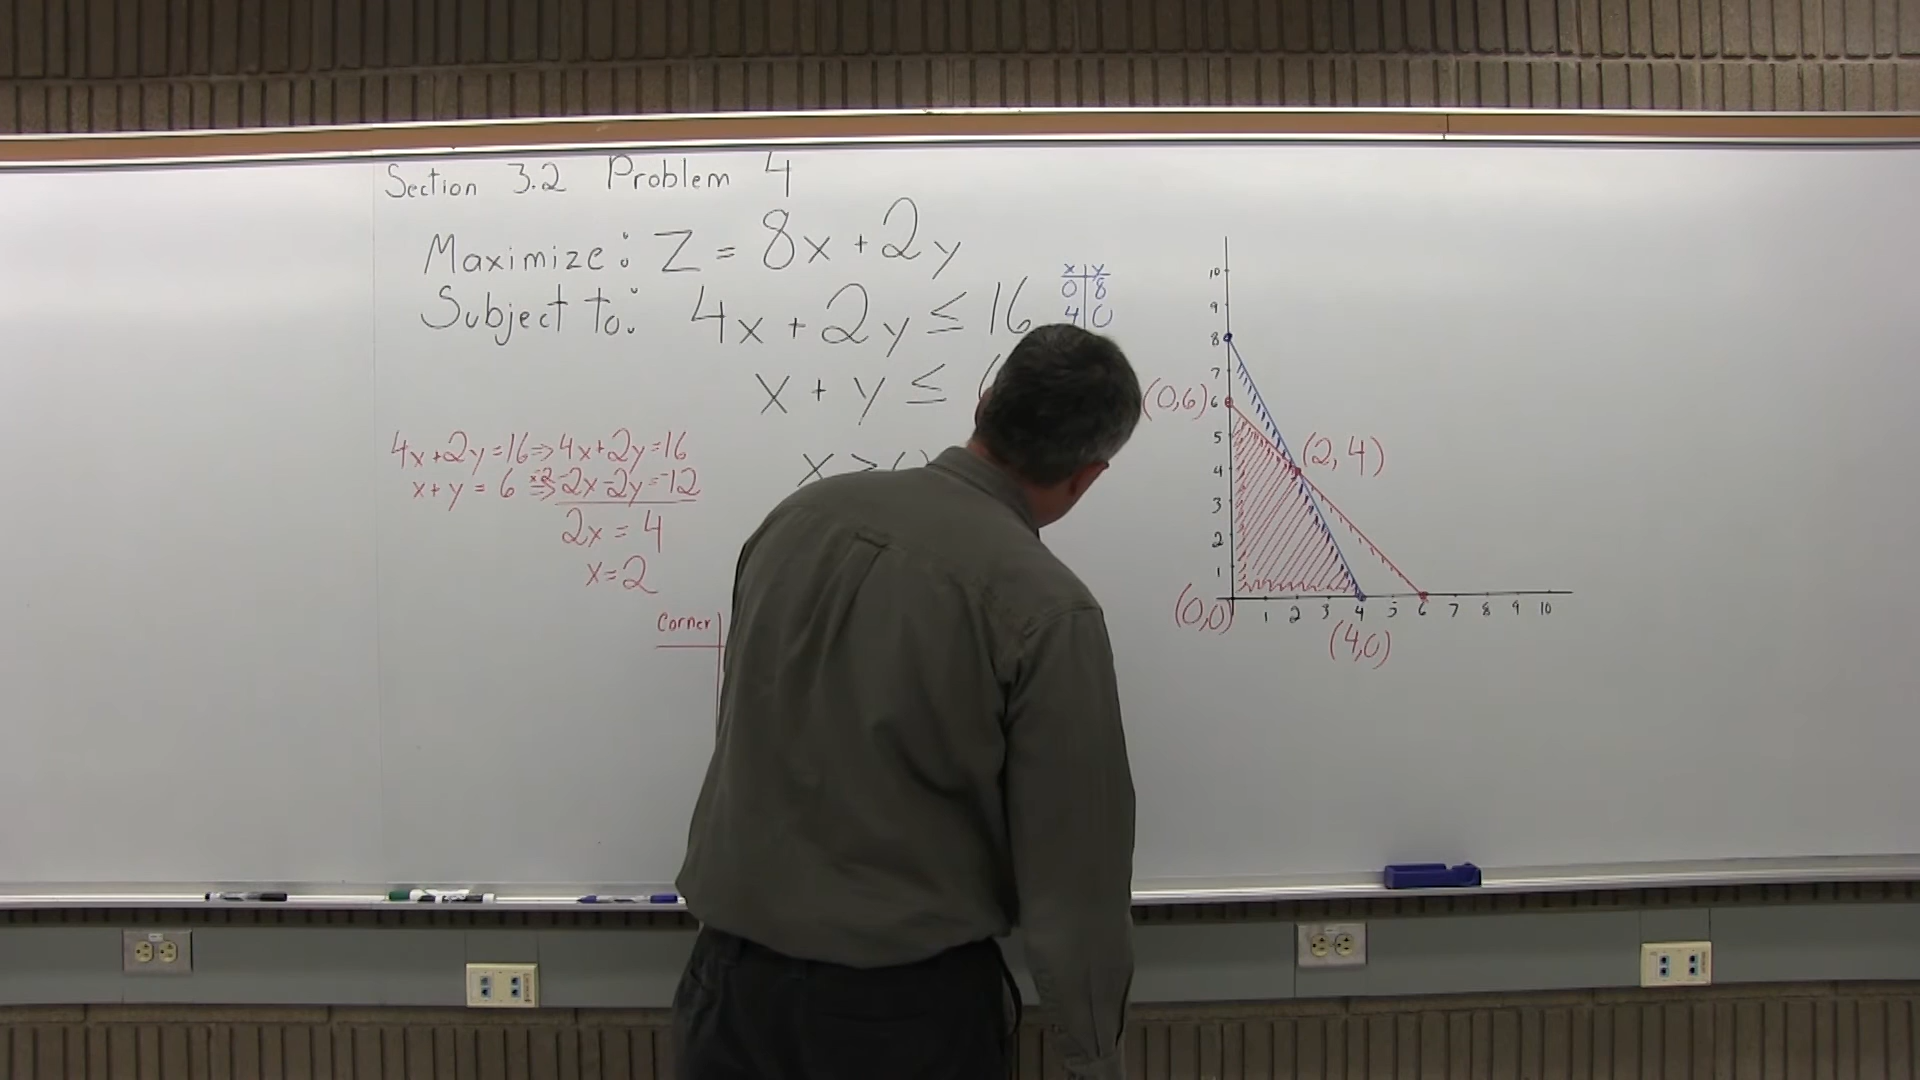 Section 3.2 Problem 4
Maximize: Z = 8x + 2y
Subject to: 4x + 2y ≤ 16
x + y ≤
x ≥
x | y
0 | 8
4 | 0
4x+2y=16 ⇒ 4x+2y=16
x+y = 6 x-2 ⇒ -2x-2y=-12
2x = 4
x=2
Corner
10
9
8
7
(0,6) 6
5
(2,4)
4
3
2
1
(0,0)
1 2 3 4 5 6 7 8 9 10
(4,0)